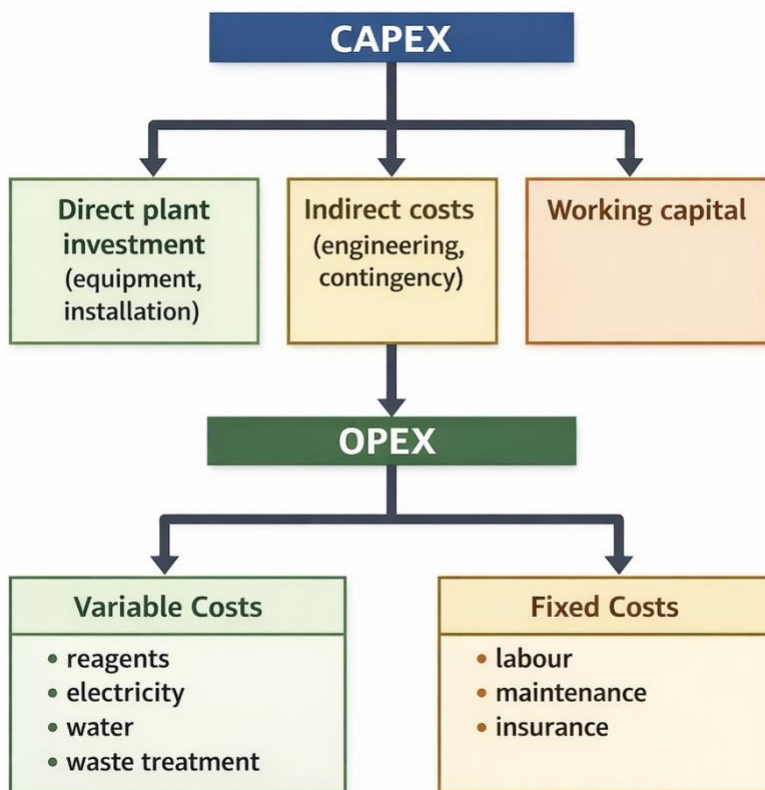 CAPEX
Direct plant
investment
(equipment,
installation)
Indirect costs
(engineering,
contingency)
Working capital
OPEX
Variable Costs
• reagents
• electricity
• water
• waste treatment
Fixed Costs
• labour
• maintenance
• insurance